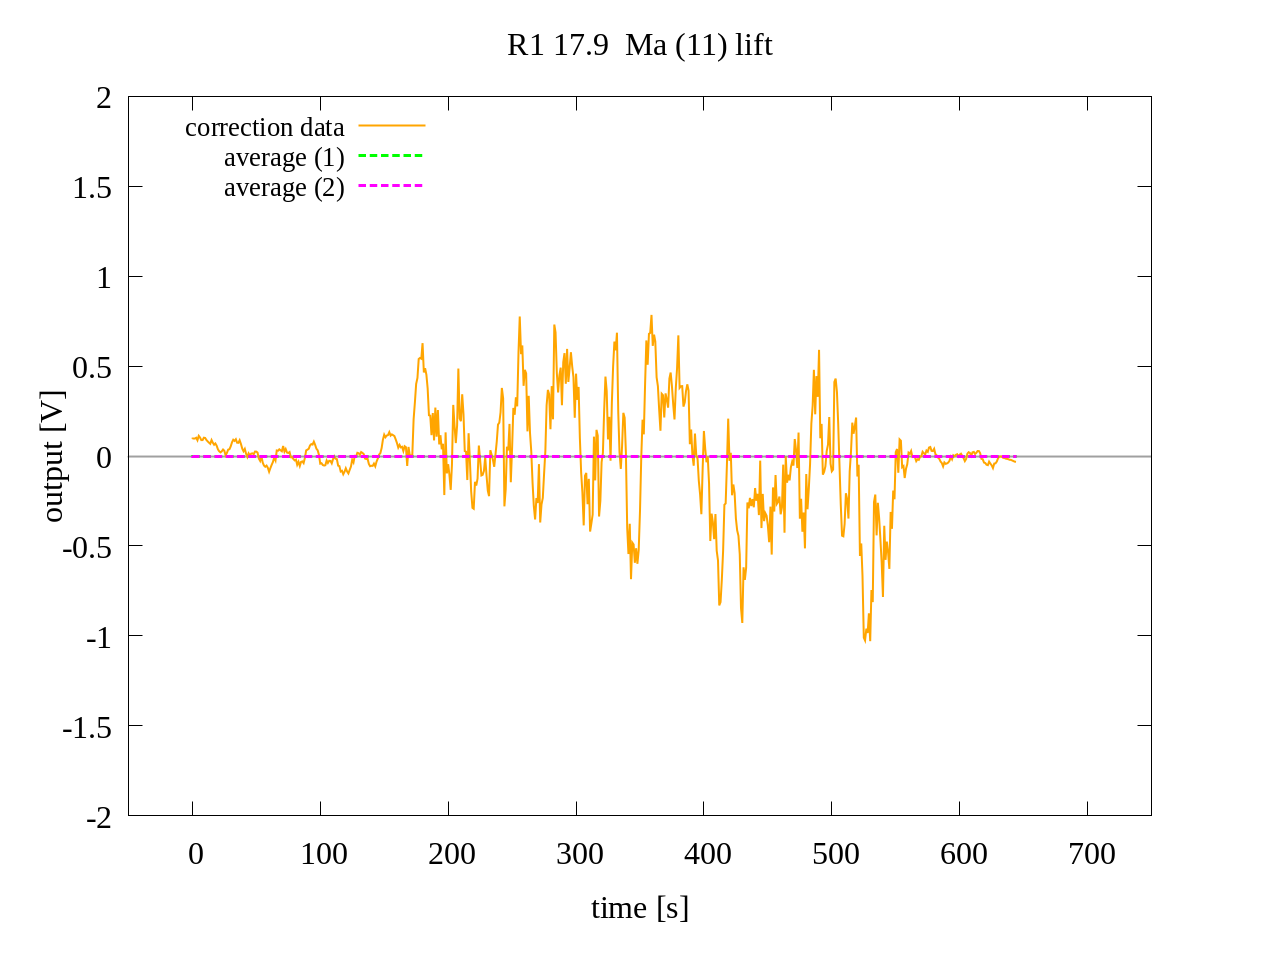 R1 17.9  Ma (11) lift
correction data
average (1)
average (2)
2
1.5
1
0.5
0
-0.5
-1
-1.5
-2
output [V]
0 100 200 300 400 500 600 700
time [s]